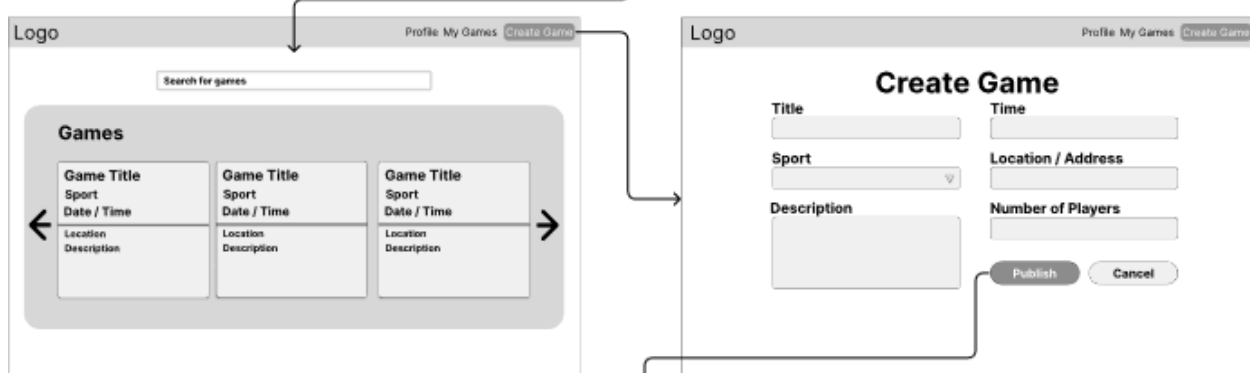 Logo
Profile My Games Create Game
Search for games
Games
Game Title
Sport
Date / Time
Location
Description
Game Title
Sport
Date / Time
Location
Description
Game Title
Sport
Date / Time
Location
Description
Logo
Profile My Games Create Game
Create Game
Title
Time
Sport
Location / Address
Description
Number of Players
Publish
Cancel